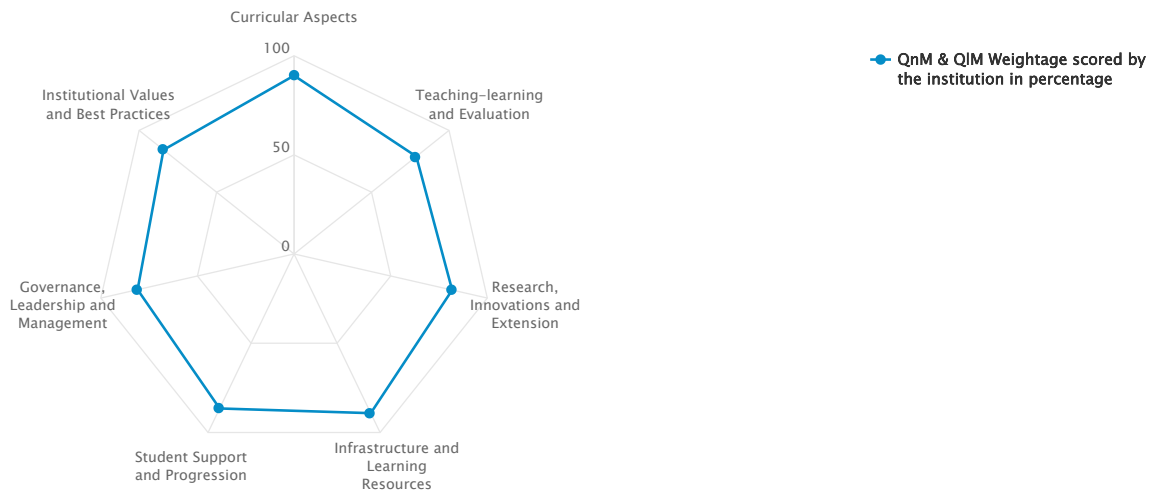 Curricular Aspects
100
50
0
Teaching-learning
and Evaluation
Research,
Innovations and
Extension
Infrastructure and
Learning
Resources
Student Support
and Progression
Governance,
Leadership and
Management
Institutional Values
and Best Practices
QnM & QlM Weightage scored by
the institution in percentage